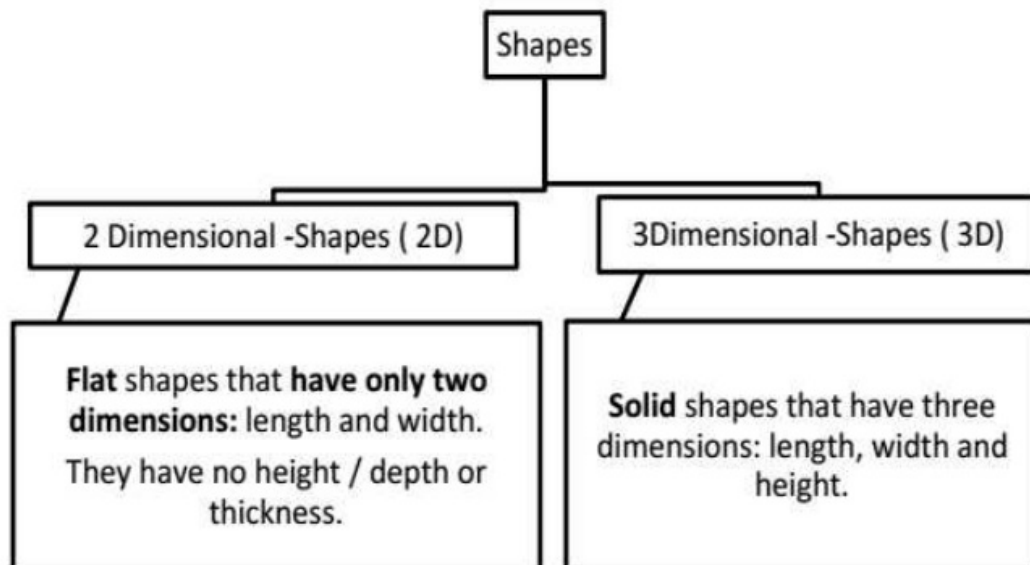 Shapes
2 Dimensional -Shapes ( 2D)
3Dimensional -Shapes ( 3D)
Flat shapes that have only two
dimensions: length and width.
They have no height / depth or
thickness.
Solid shapes that have three
dimensions: length, width and
height.